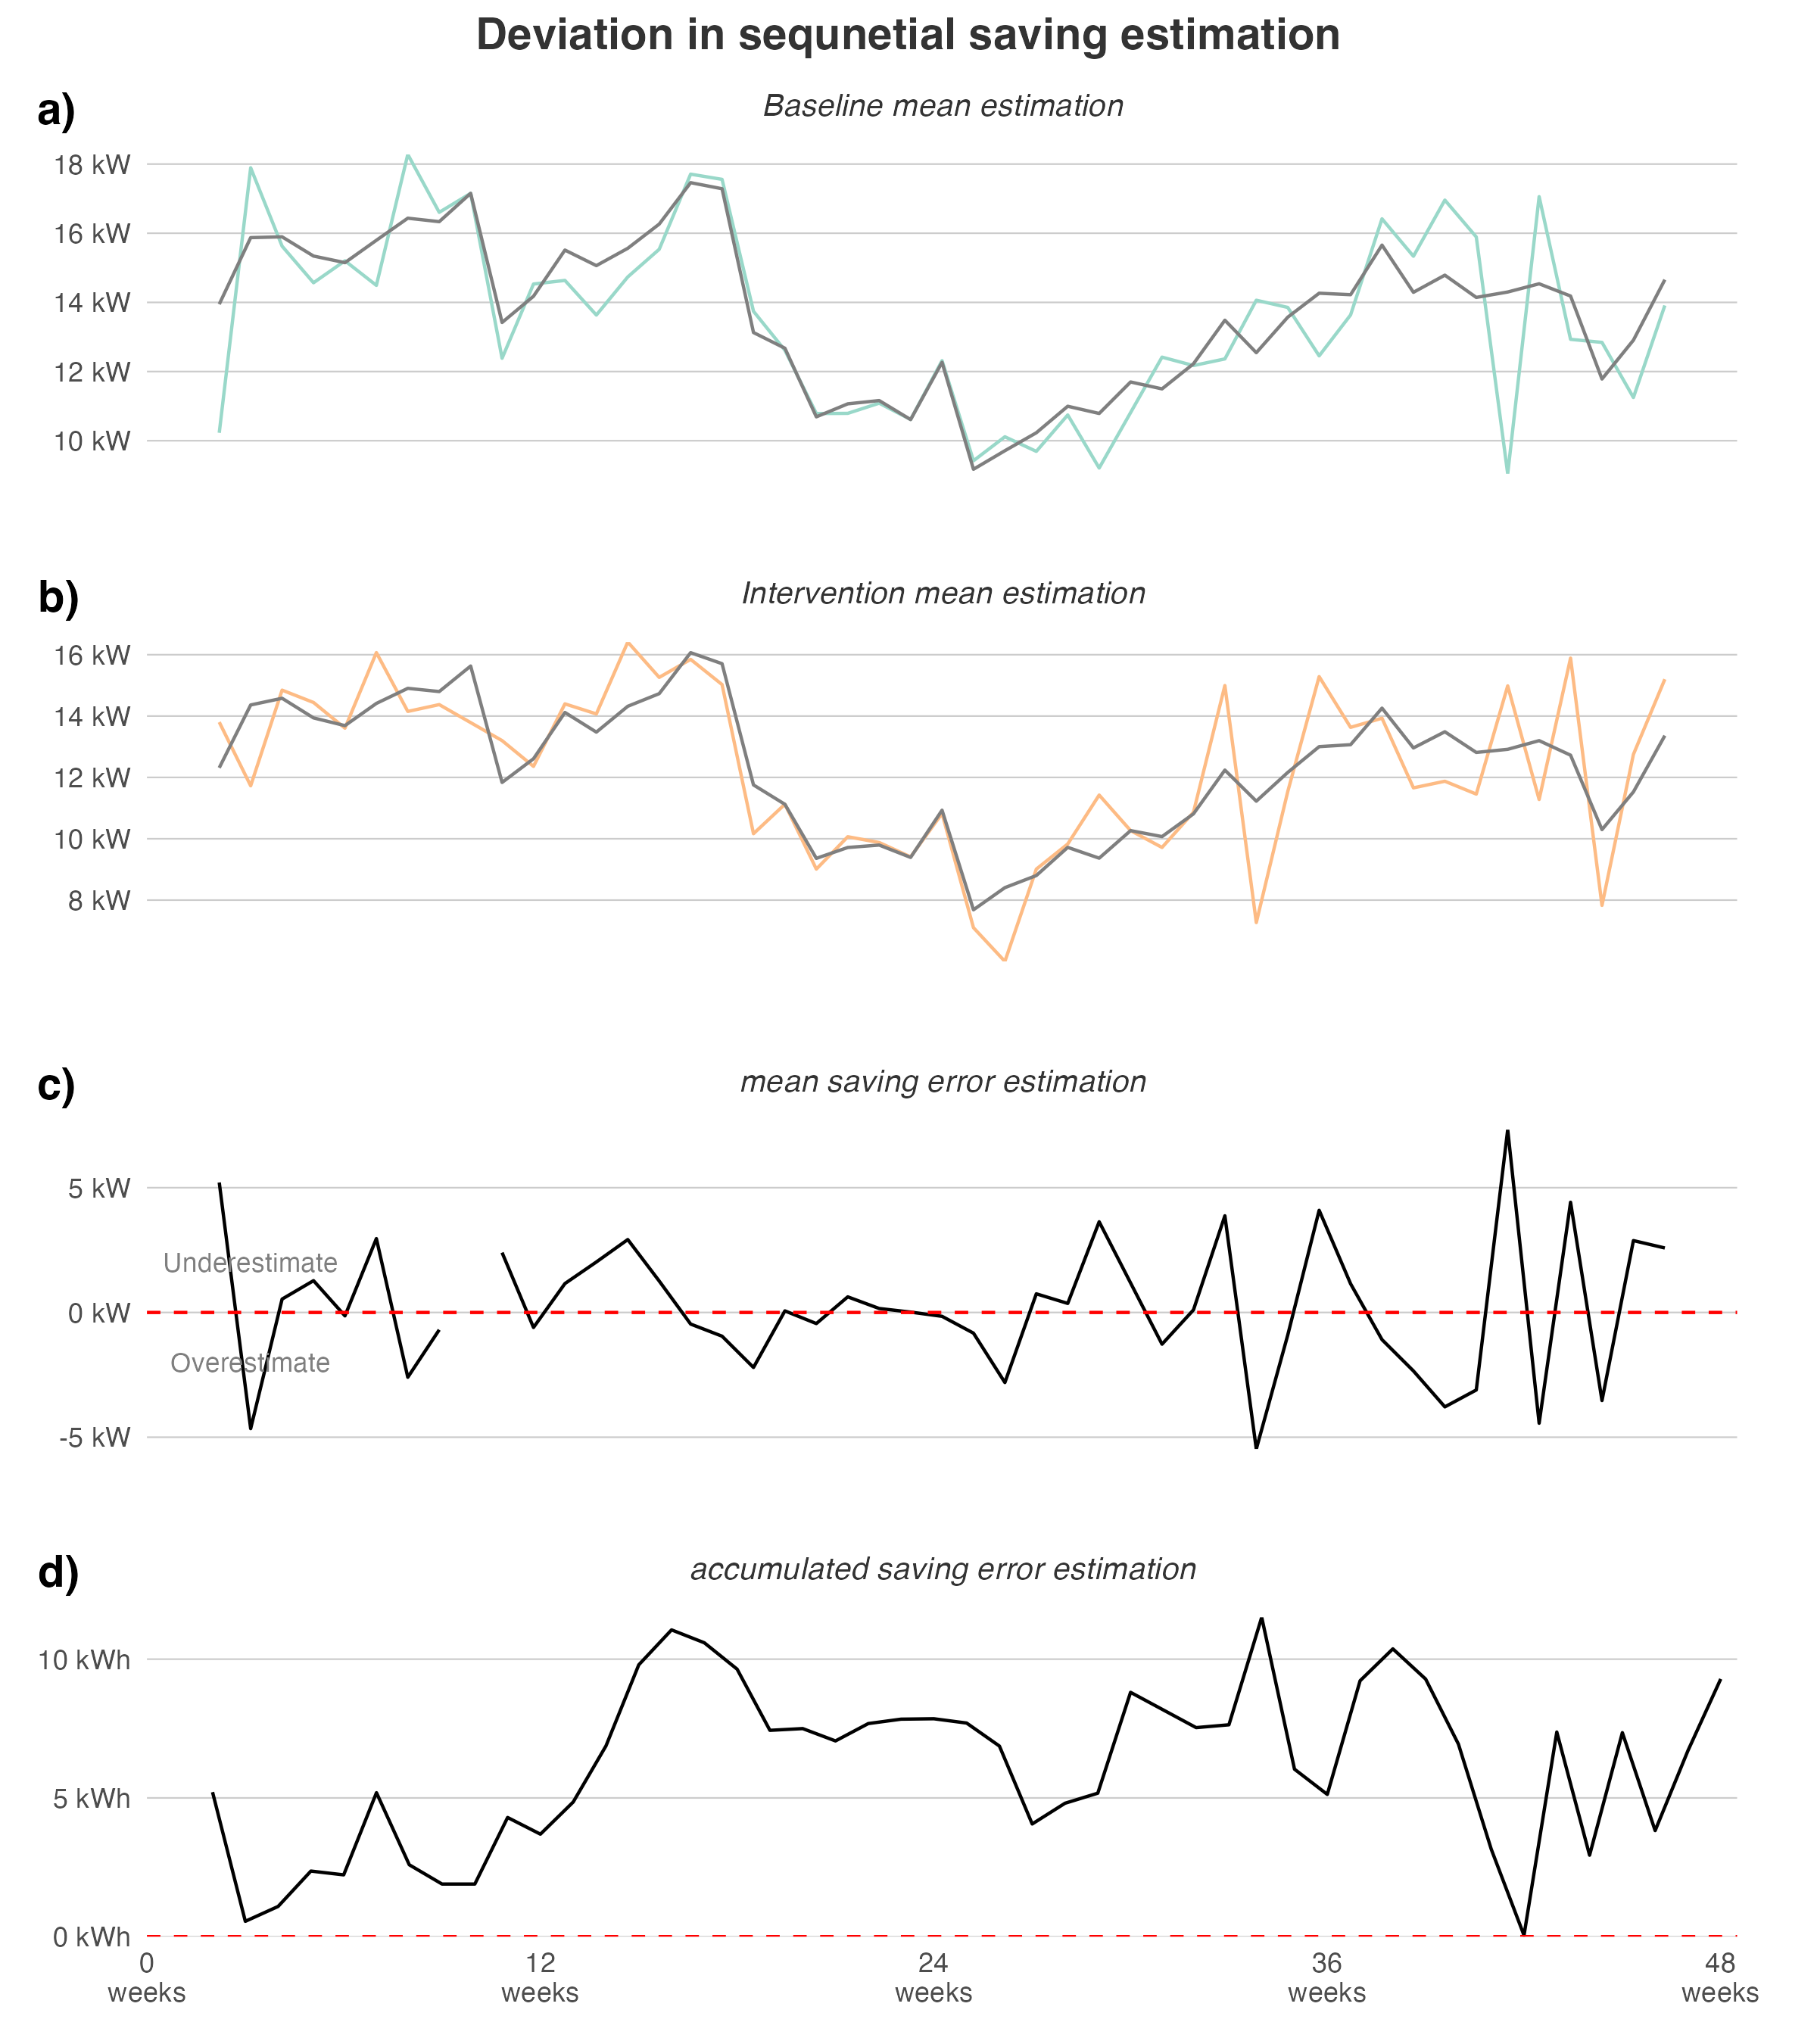 Deviation in sequnetial saving estimation
a)
Baseline mean estimation
18 kW
16 kW
14 kW
12 kW
10 kW
b)
Intervention mean estimation
16 kW
14 kW
12 kW
10 kW
8 kW
c)
mean saving error estimation
5 kW
Underestimate
0 kW
Overestimate
-5 kW
d)
accumulated saving error estimation
10 kWh
5 kWh
0 kWh
0 12 24 36 48
weeks weeks weeks weeks weeks